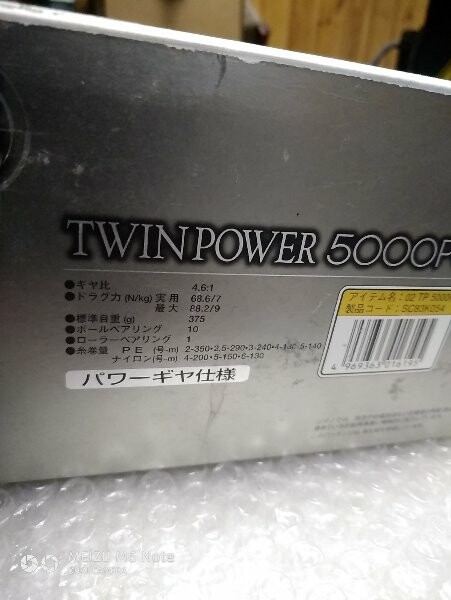 TWINPOWER 5000P
●ギヤ比 4.6:1
●ドラグ力(N/kg) 実用 68.6/7
最大 88.2/9
●標準自重(g) 375
●ボールベアリング 10
●ローラーベアリング 1
●糸巻量 PE(号-m) 2-350・2.5-290・3-240・4-180・5-140
ナイロン(号-m) 4-200・5-150・6-130
パワーギヤ仕様
アイテム名:02 TP 5000
製品コード:SC83K054
4 969363 016195
MEIZU M5 Note